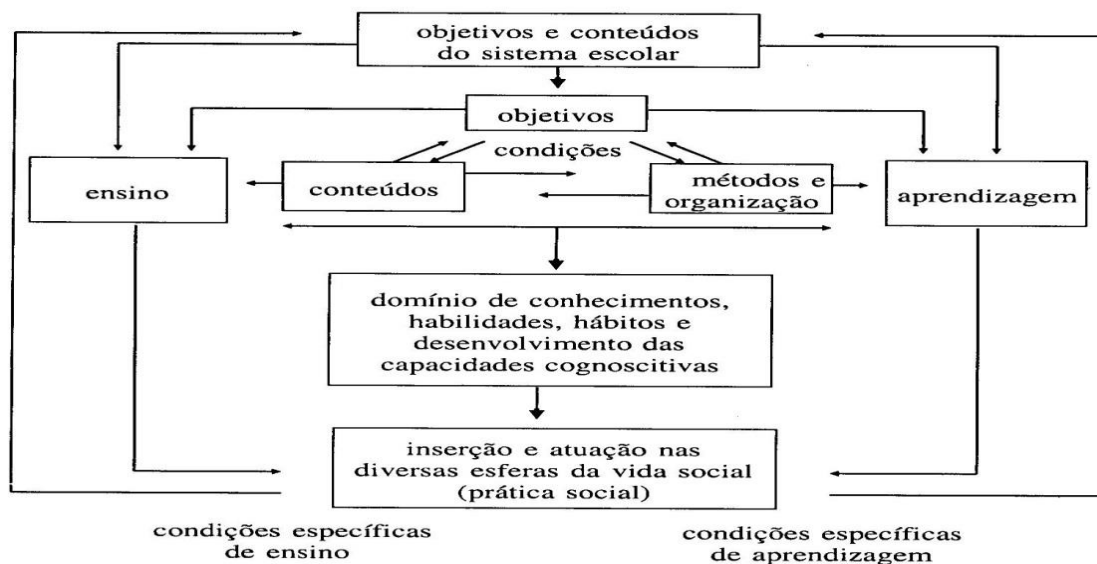 objetivos e conteúdos
do sistema escolar
objetivos
condições
ensino
conteúdos
métodos e
organização
aprendizagem
domínio de conhecimentos,
habilidades, hábitos e
desenvolvimento das
capacidades cognoscitivas
inserção e atuação nas
diversas esferas da vida social
(prática social)
condições específicas
de ensino
condições específicas
de aprendizagem